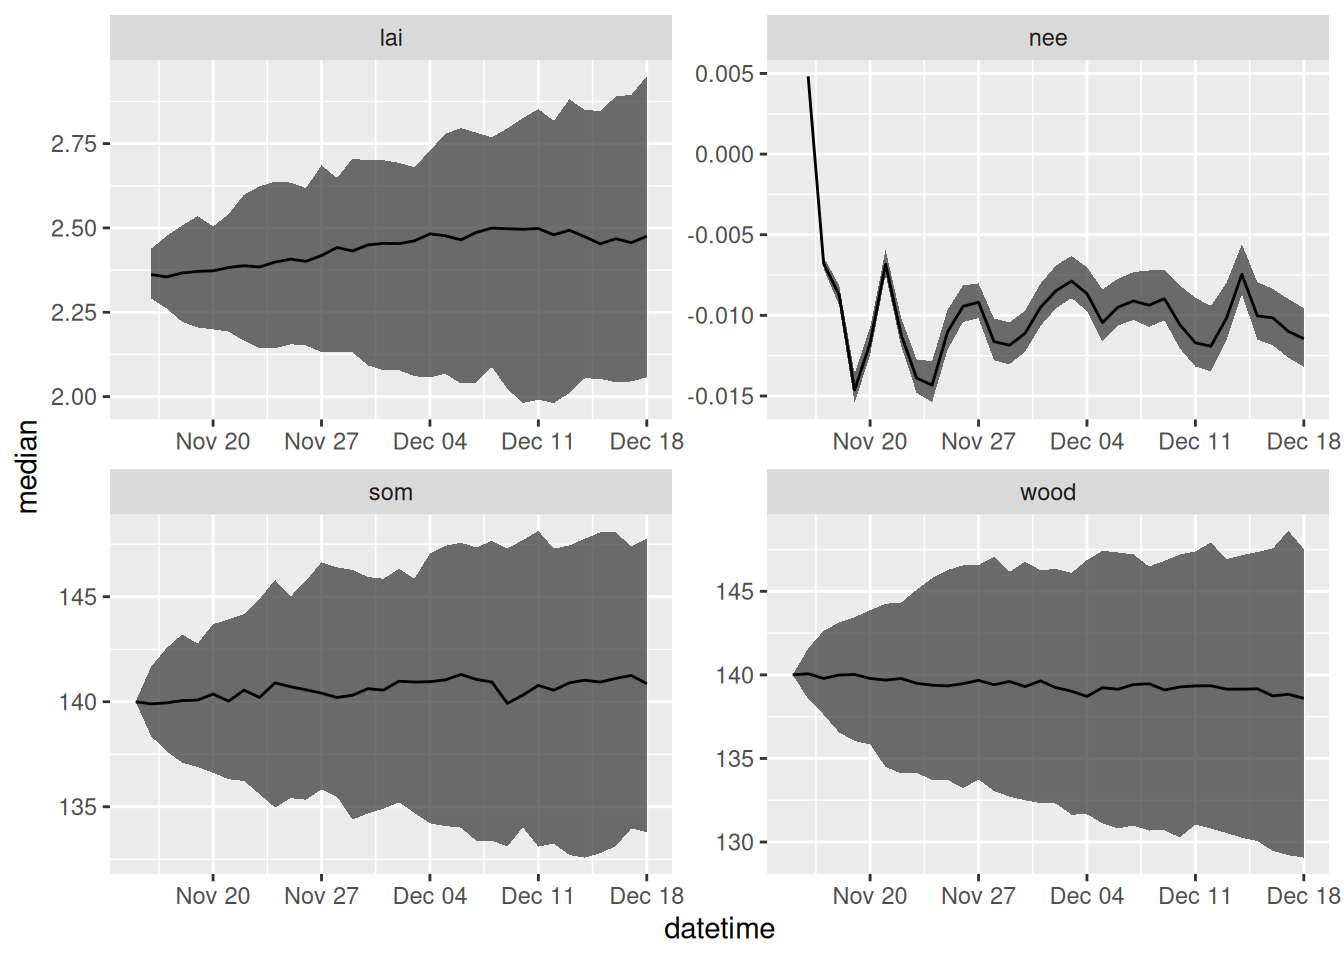 lai
nee
2.75
2.50
2.25
2.00
0.005
0.000
-0.005
-0.010
-0.015
Nov 20 Nov 27 Dec 04 Dec 11 Dec 18
Nov 20 Nov 27 Dec 04 Dec 11 Dec 18
median
som
wood
145
140
135
145
140
135
130
Nov 20 Nov 27 Dec 04 Dec 11 Dec 18
Nov 20 Nov 27 Dec 04 Dec 11 Dec 18
datetime